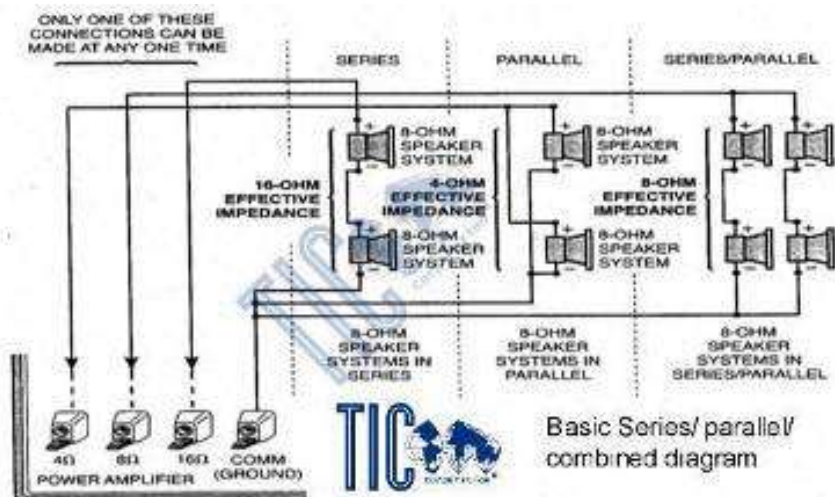 ONLY ONE OF THESE
CONNECTIONS CAN BE
MADE AT ANY ONE TIME
SERIES
PARALLEL
SERIES/PARALLEL
+
8-OHM
SPEAKER
SYSTEM
−
16-OHM
EFFECTIVE
IMPEDANCE
+
8-OHM
SPEAKER
SYSTEM
−
+
8-OHM
SPEAKER
SYSTEM
−
4-OHM
EFFECTIVE
IMPEDANCE
+
8-OHM
SPEAKER
SYSTEM
−
+
+
−
−
8-OHM
EFFECTIVE
IMPEDANCE
+
+
−
−
TIC
8-OHM
SPEAKER
SYSTEMS IN
SERIES
8-OHM
SPEAKER
SYSTEMS IN
PARALLEL
8-OHM
SPEAKER
SYSTEMS IN
SERIES/PARALLEL
4Ω
8Ω
16Ω
COMM
(GROUND)
POWER AMPLIFIER
TIC
Basic Series/ parallel/
combined diagram